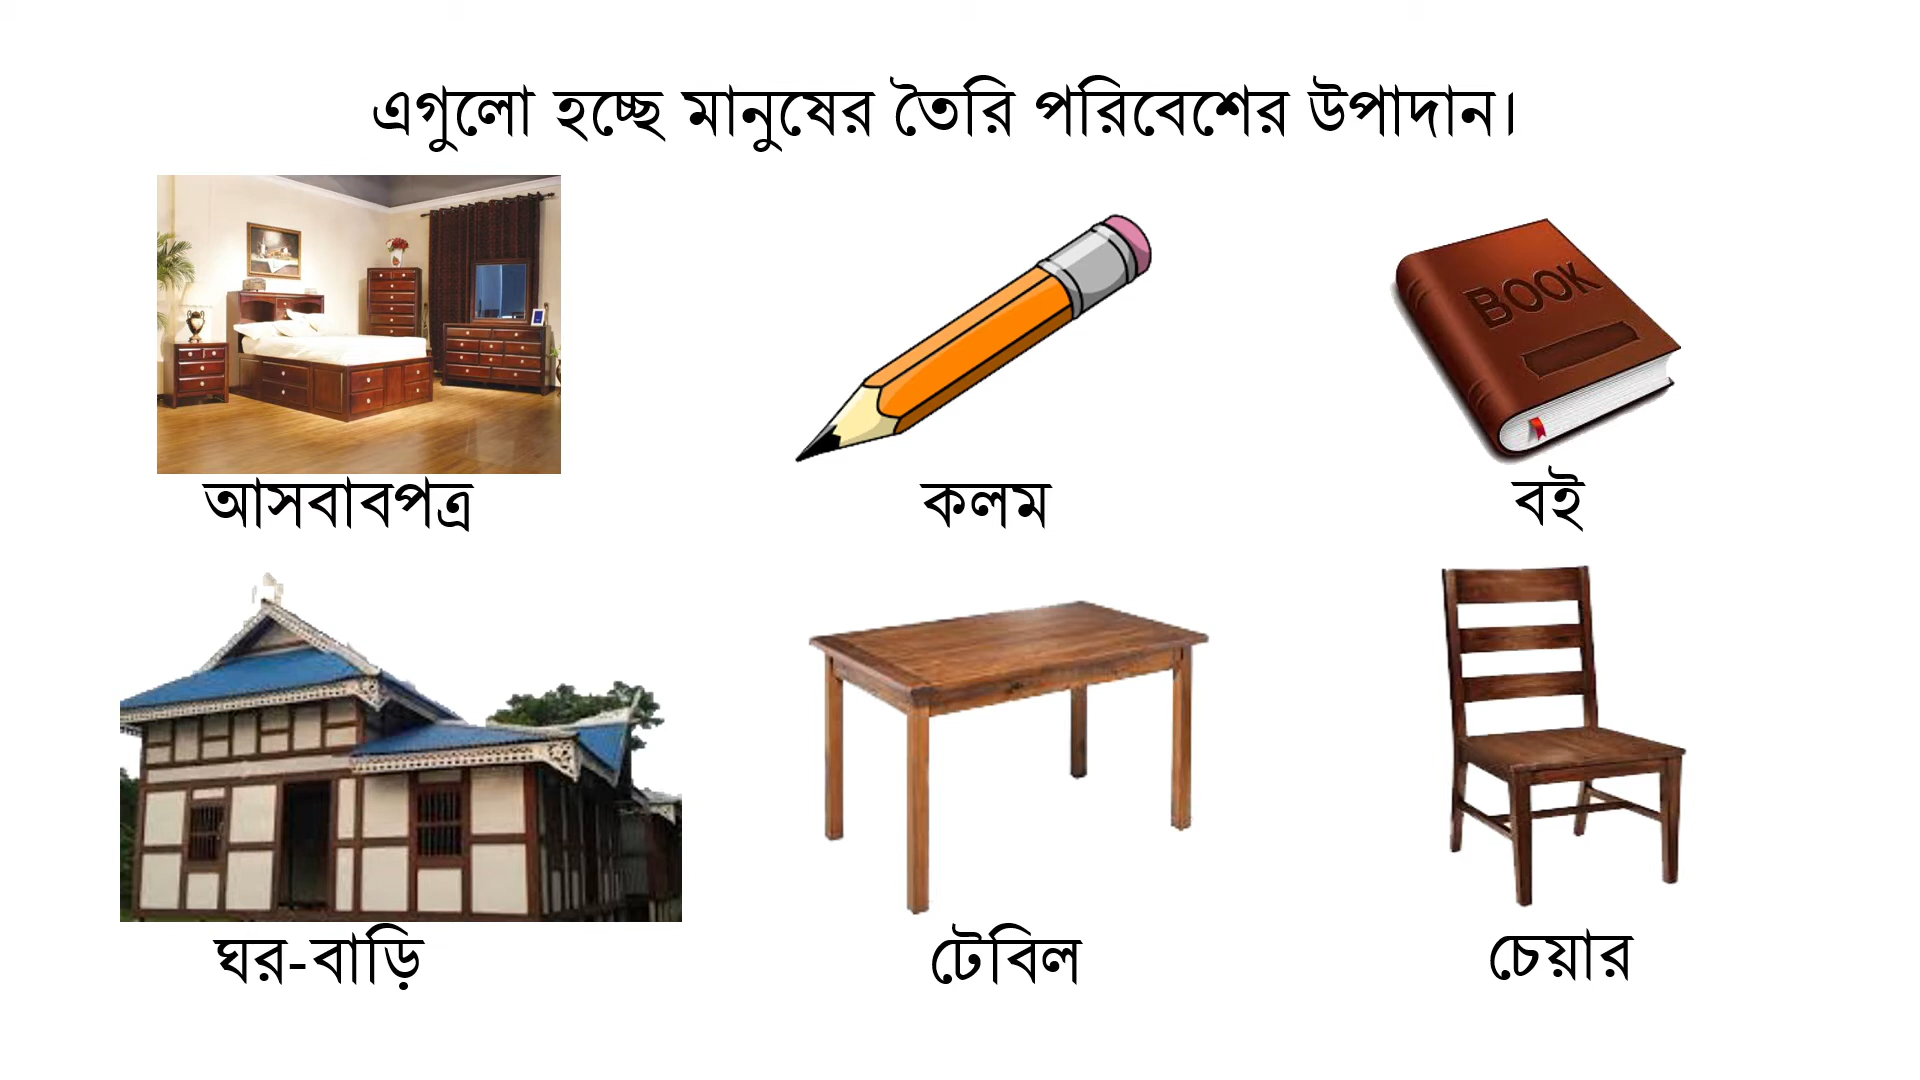 এগুলো হচ্ছে মানুষের তৈরি পরিবেশের উপাদান।
BOOK
আসবাবপত্র
কলম
বই
ঘর-বাড়ি
টেবিল
চেয়ার